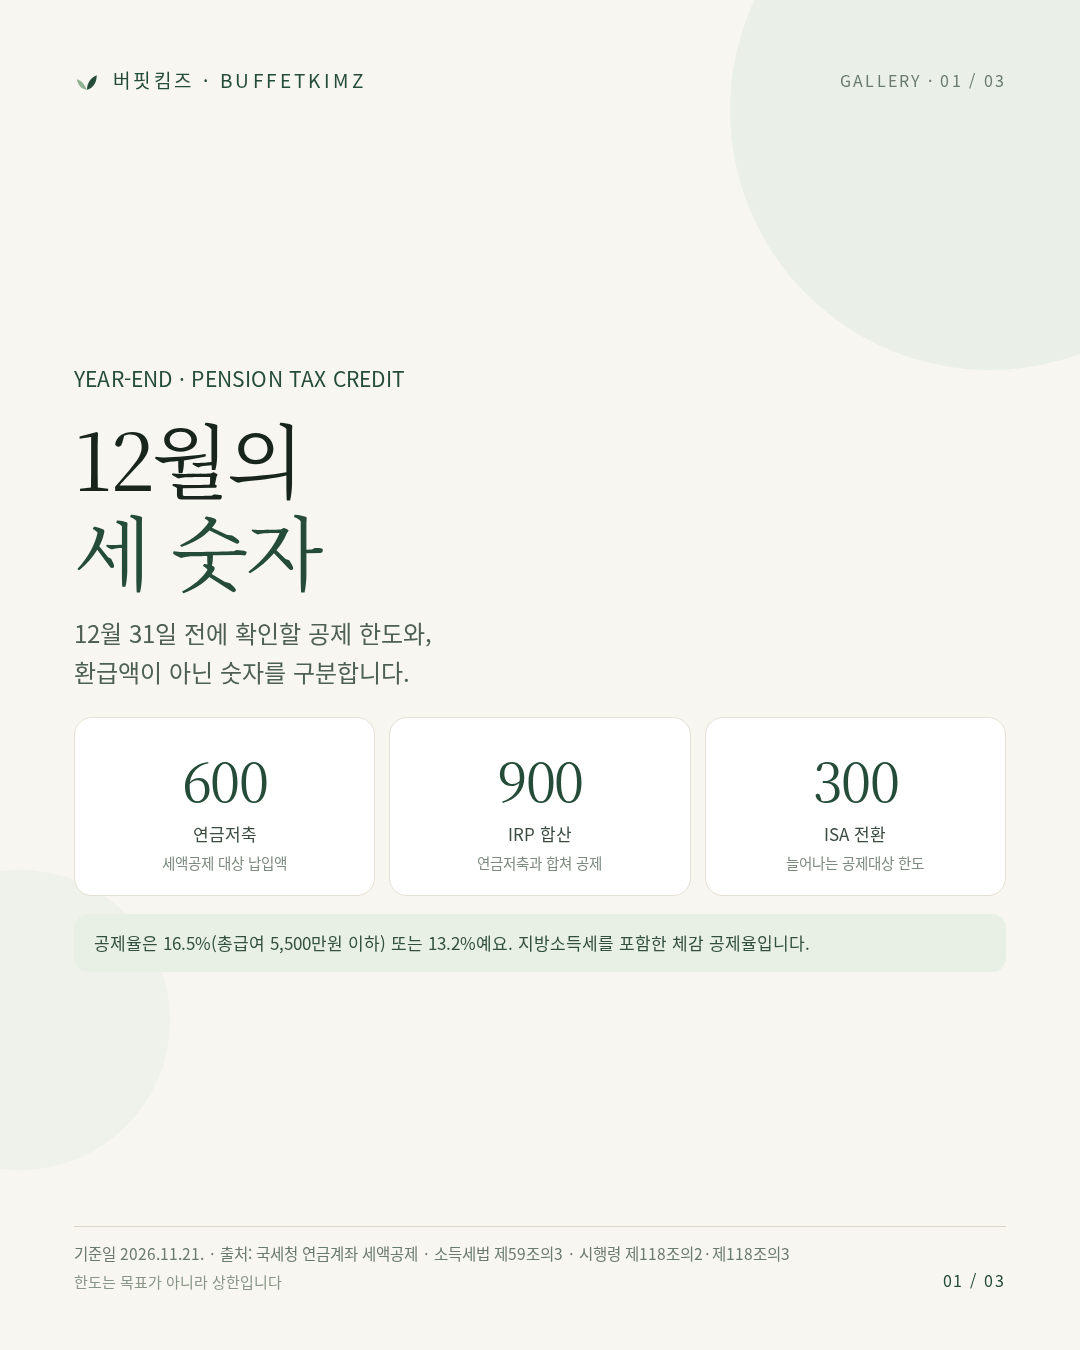 버핏킴즈 · BUFFETKIMZ
GALLERY · 01 / 03
YEAR-END · PENSION TAX CREDIT
12월의
세 숫자
12월 31일 전에 확인할 공제 한도와,
환급액이 아닌 숫자를 구분합니다.
600
연금저축
세액공제 대상 납입액
900
IRP 합산
연금저축과 합쳐 공제
300
ISA 전환
늘어나는 공제대상 한도
공제율은 16.5%(총급여 5,500만원 이하) 또는 13.2%예요. 지방소득세를 포함한 체감 공제율입니다.
기준일 2026.11.21. · 출처: 국세청 연금계좌 세액공제 · 소득세법 제59조의3 · 시행령 제118조의2·제118조의3
한도는 목표가 아니라 상한입니다
01 / 03